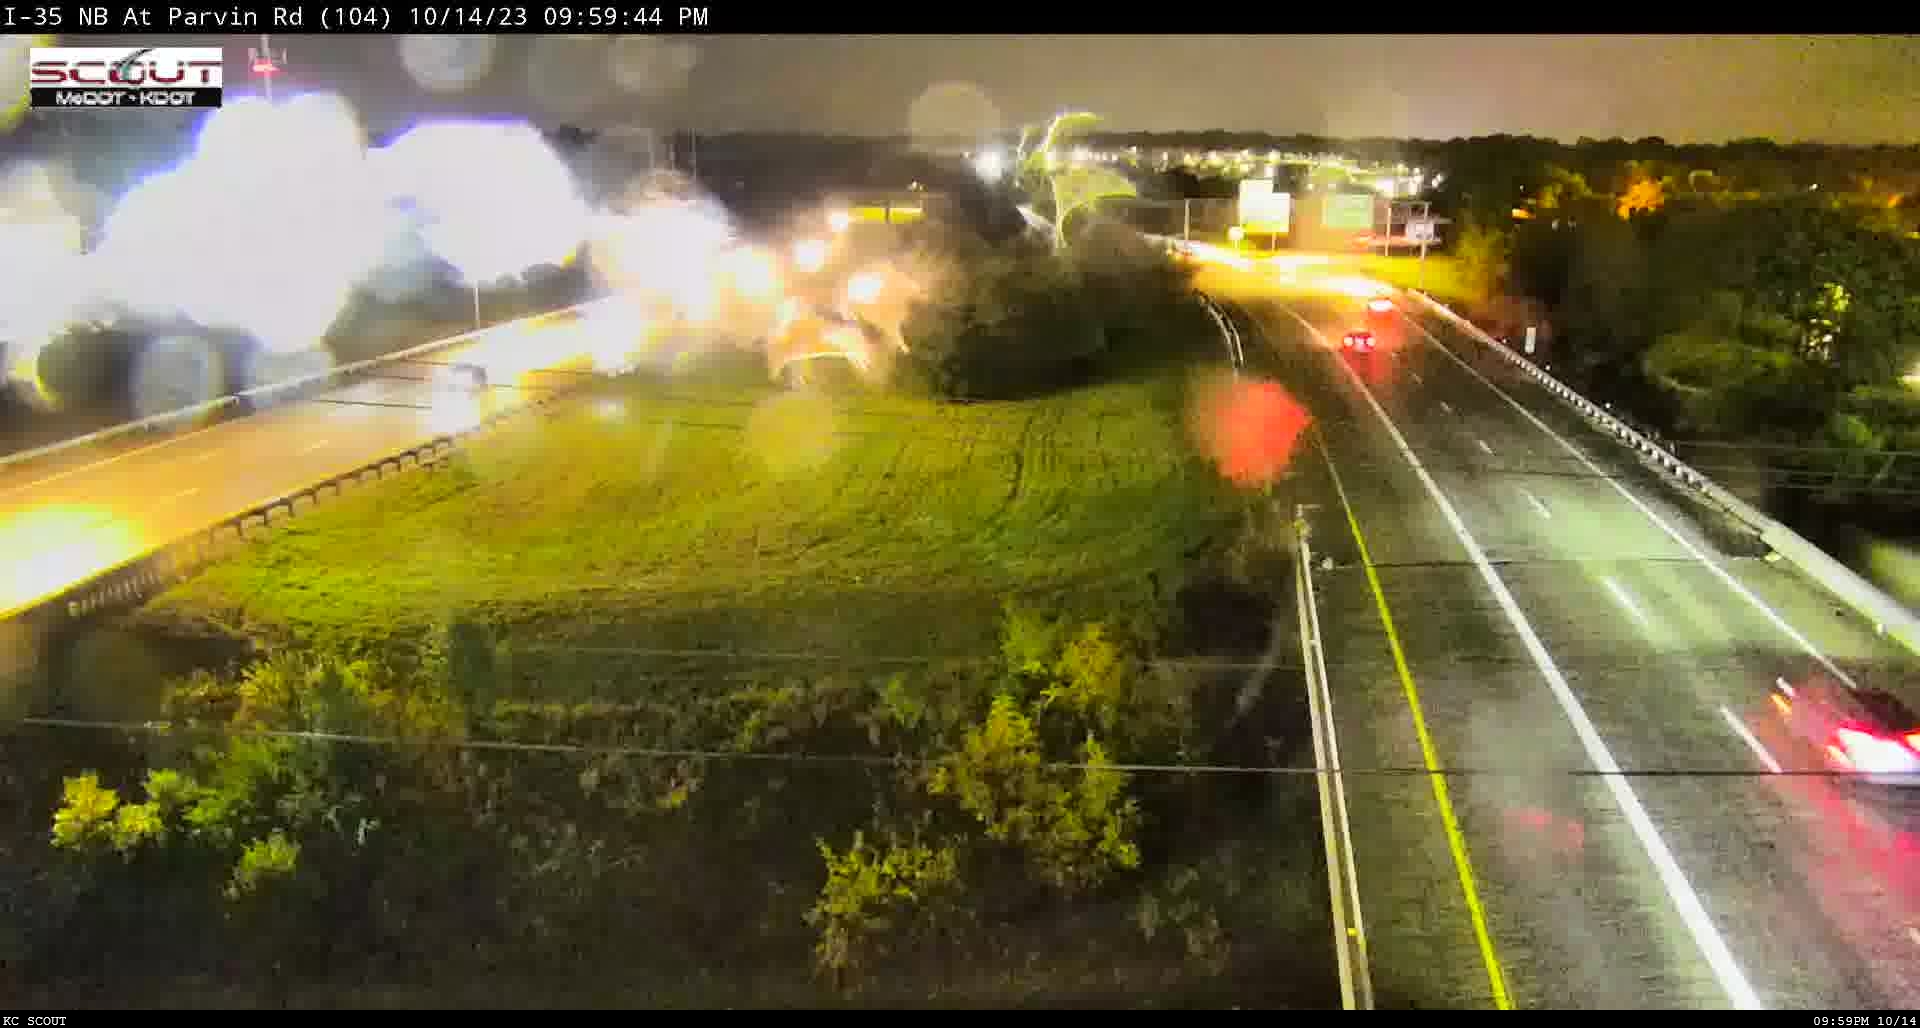 I-35 NB At Parvin Rd (104) 10/14/23 09:59:44 PM
SCOUT
MoDOT - KDOT
KC SCOUT
09:59PM 10/14